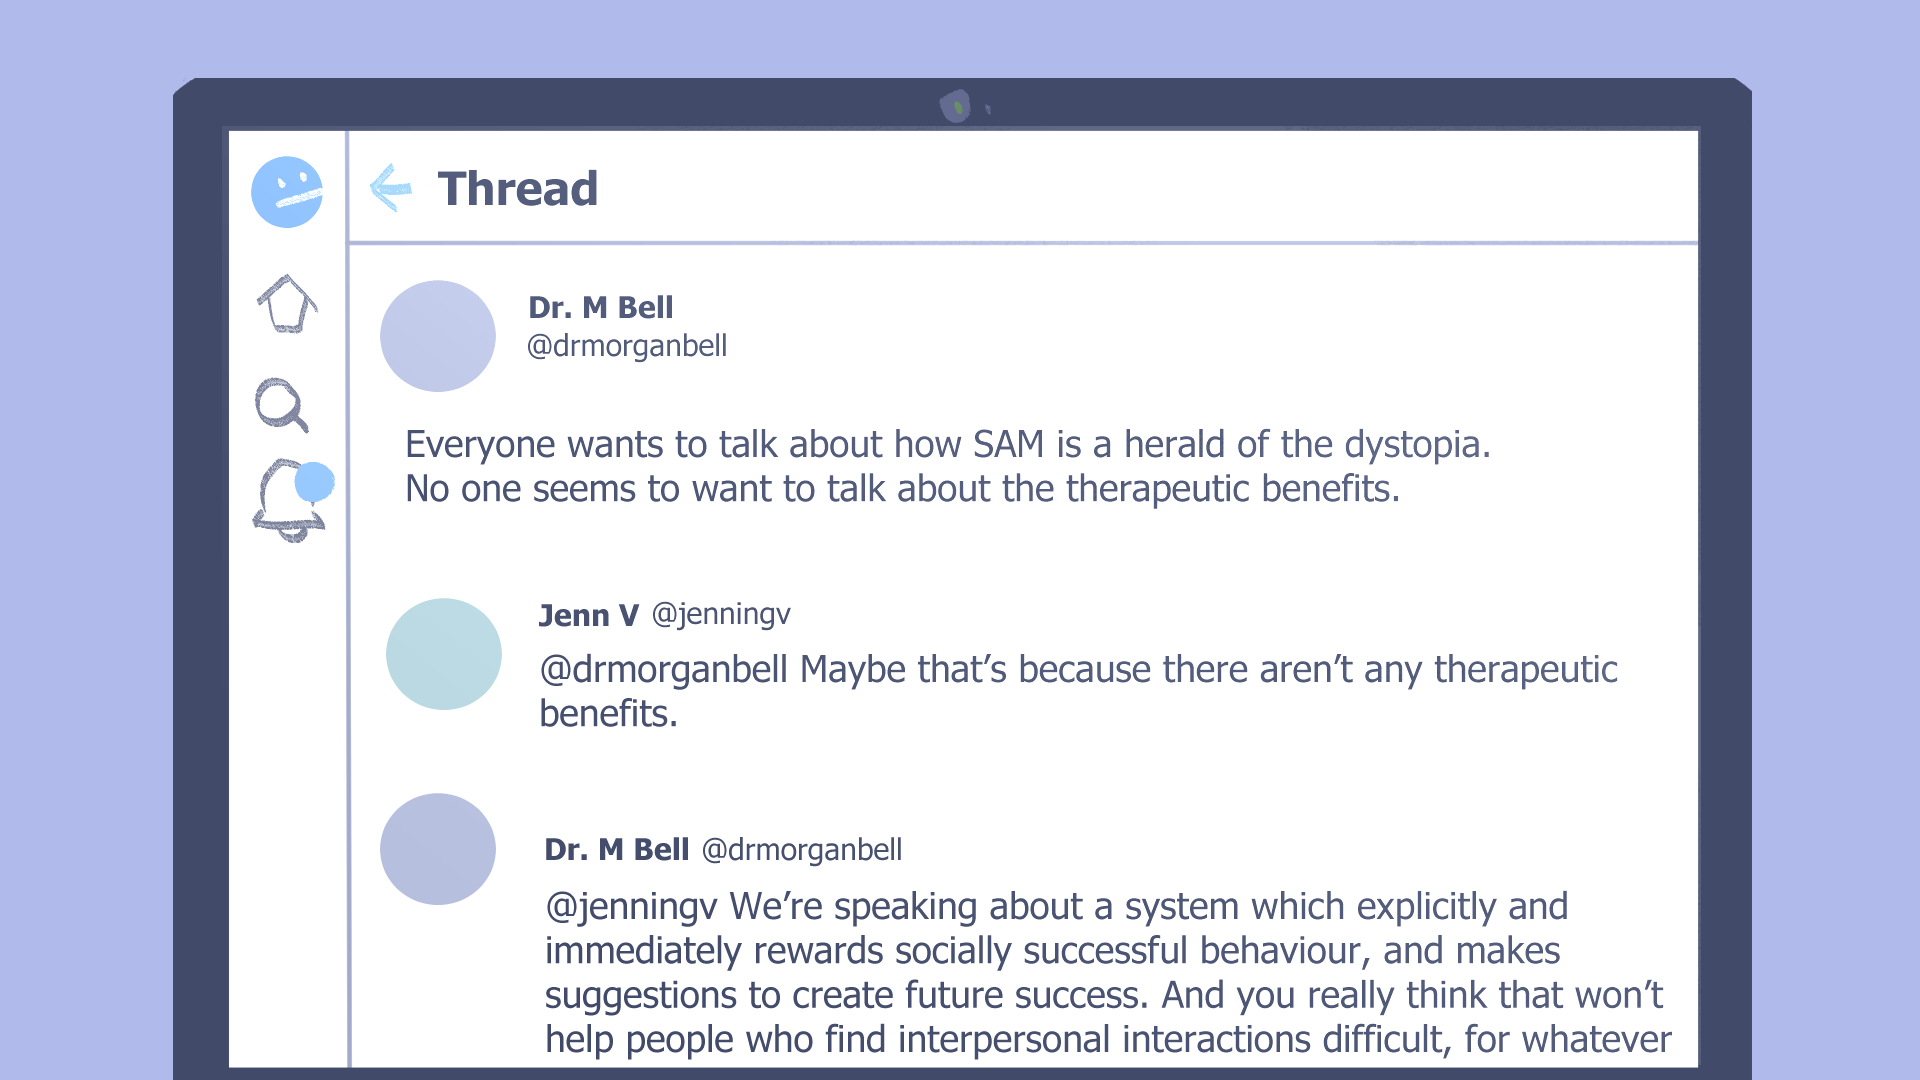 Thread
Dr. M Bell
@drmorganbell
Everyone wants to talk about how SAM is a herald of the dystopia.
No one seems to want to talk about the therapeutic benefits.
Jenn V @jenningv
@drmorganbell Maybe that’s because there aren’t any therapeutic
benefits.
Dr. M Bell @drmorganbell
@jenningv We’re speaking about a system which explicitly and
immediately rewards socially successful behaviour, and makes
suggestions to create future success. And you really think that won’t
help people who find interpersonal interactions difficult, for whatever